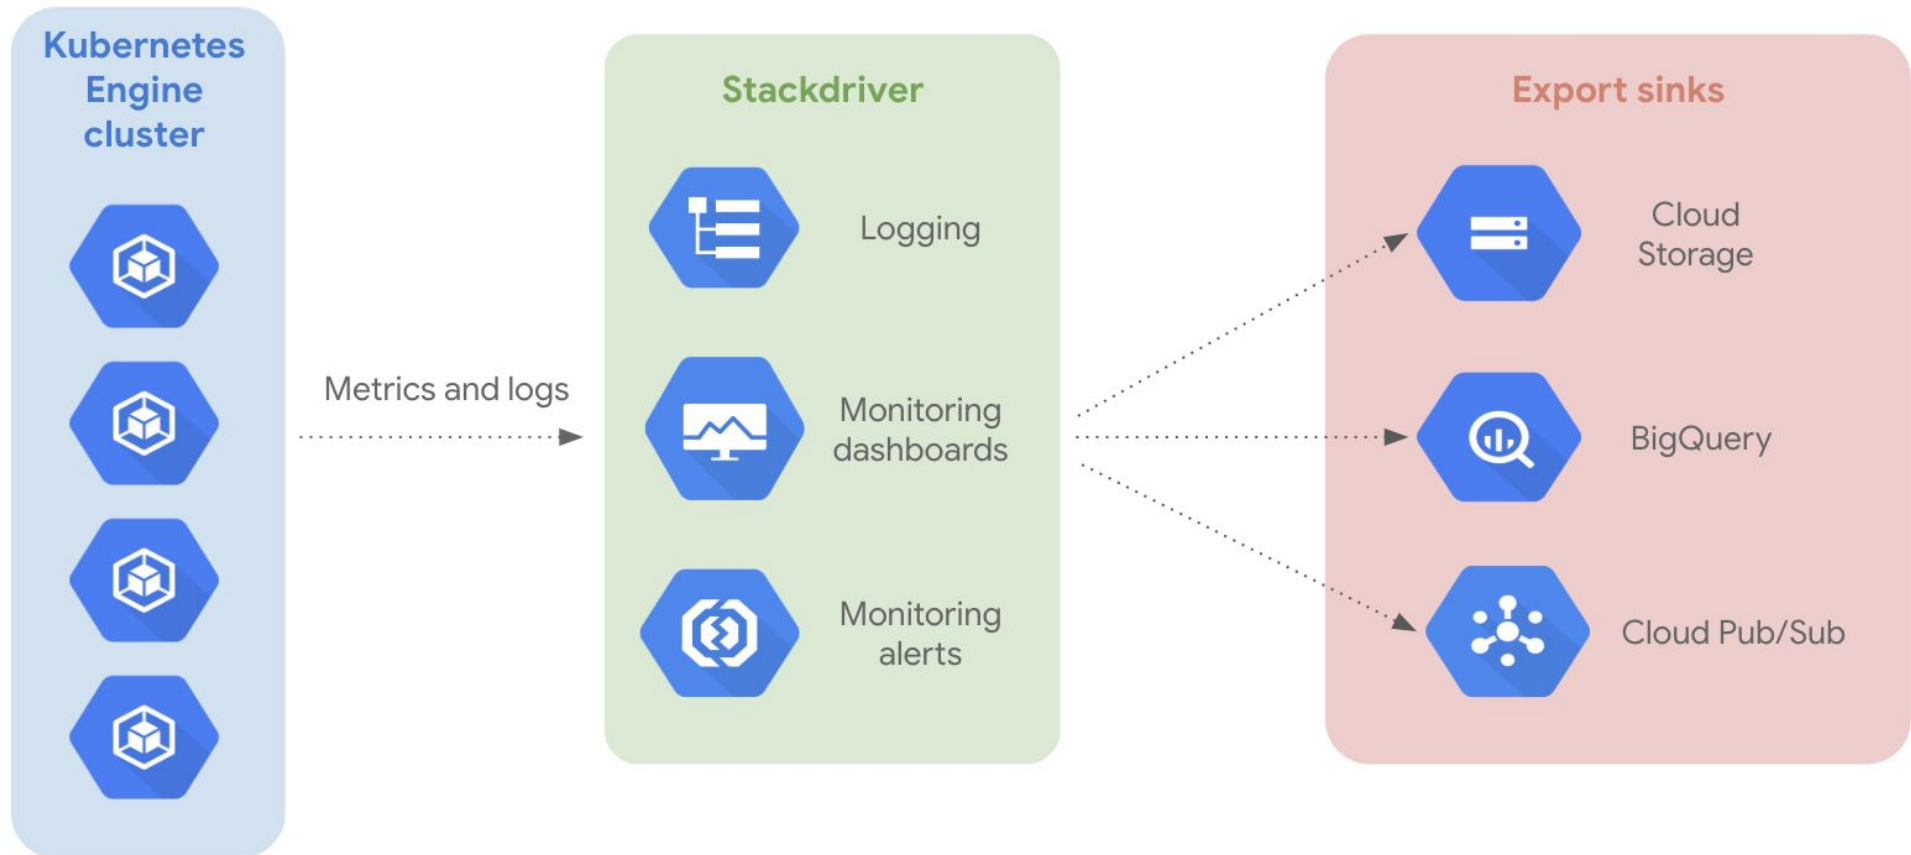 Kubernetes
Engine
cluster
Metrics and logs
Stackdriver
Logging
Monitoring
dashboards
Monitoring
alerts
Export sinks
Cloud
Storage
BigQuery
Cloud Pub/Sub